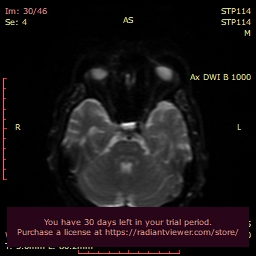 Im: 30/46
Se: 4
AS
STP114
STP114
M
Ax DWI B 1000
R
L
You have 30 days left in your trial period.
Purchase a license at https://radiantviewer.com/store/